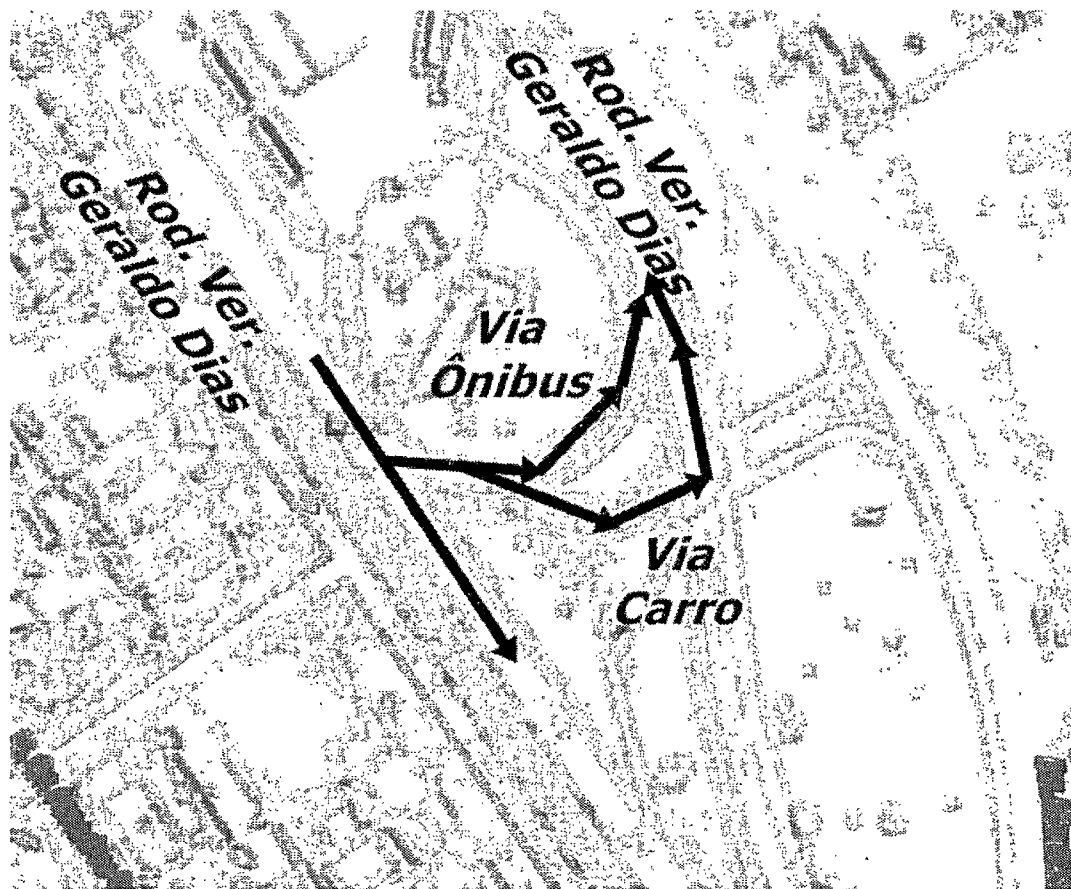 Rod. Ver.
Geraldo Dias
Rod. Ver.
Geraldo Dias
Via
Ônibus
Via
Carro